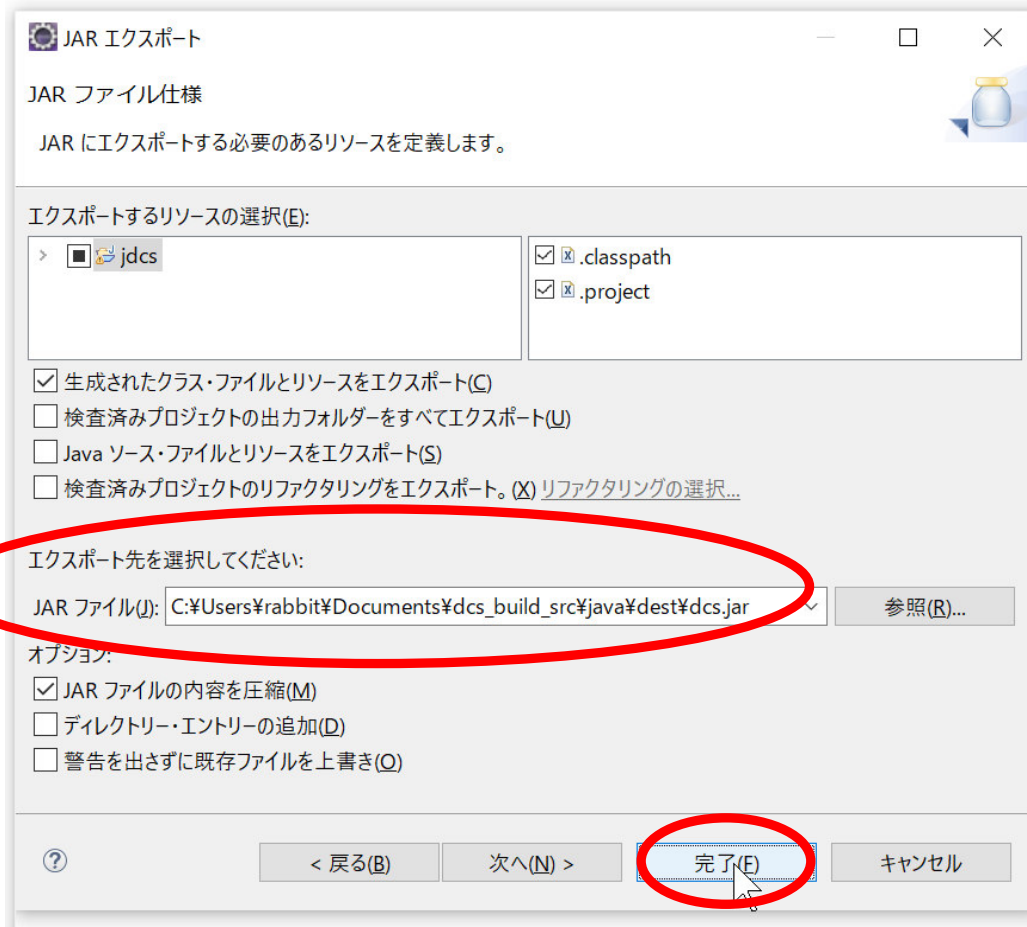 JAR エクスポート
JAR ファイル仕様
JAR にエクスポートする必要のあるリソースを定義します。
エクスポートするリソースの選択(E):
jdcs
.classpath
.project
生成されたクラス・ファイルとリソースをエクスポート(C)
検査済みプロジェクトの出力フォルダーをすべてエクスポート(U)
Java ソース・ファイルとリソースをエクスポート(S)
検査済みプロジェクトのリファクタリングをエクスポート。(X) リファクタリングの選択...
エクスポート先を選択してください:
JAR ファイル(J): C:¥Users¥rabbit¥Documents¥dcs_build_src¥java¥dest¥dcs.jar 参照(R)...
オプション:
JAR ファイルの内容を圧縮(M)
ディレクトリー・エントリーの追加(D)
警告を出さずに既存ファイルを上書き(O)
? < 戻る(B) 次へ(N) > 完了(F) キャンセル